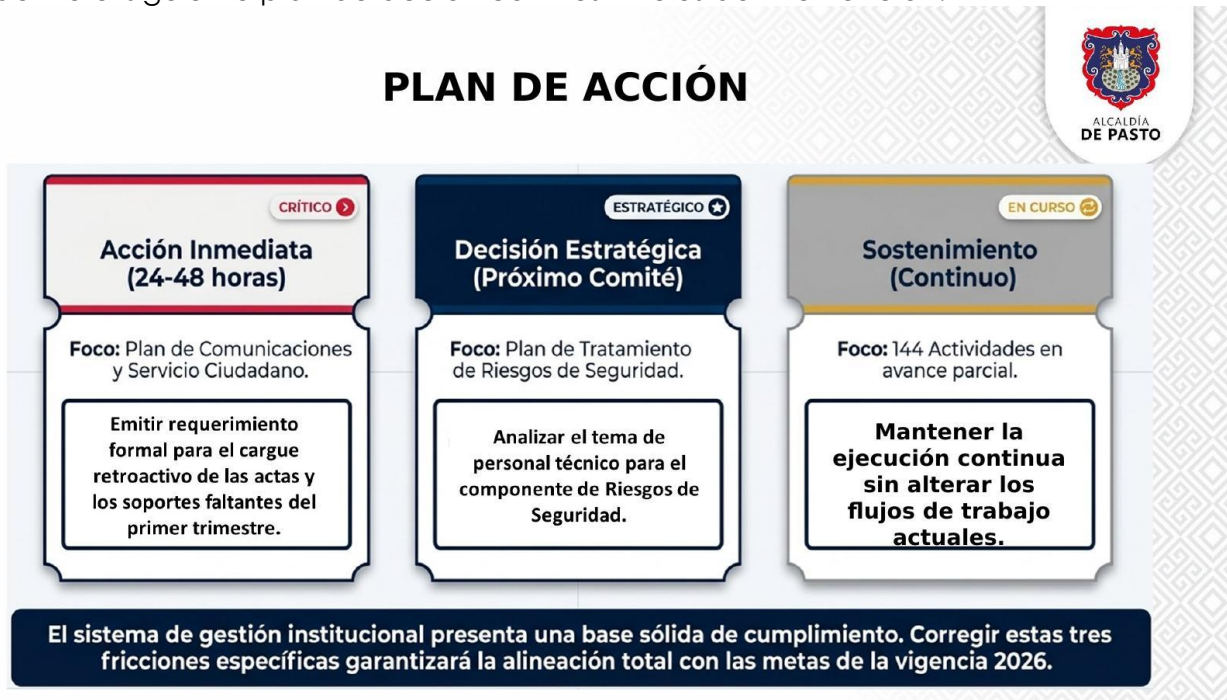 PLAN DE ACCIÓN
ALCALDÍA
DE PASTO
CRÍTICO
Acción Inmediata
(24-48 horas)
Foco: Plan de Comunicaciones
y Servicio Ciudadano.
Emitir requerimiento
formal para el cargue
retroactivo de las actas y
los soportes faltantes del
primer trimestre.
ESTRATÉGICO
Decisión Estratégica
(Próximo Comité)
Foco: Plan de Tratamiento
de Riesgos de Seguridad.
Analizar el tema de
personal técnico para el
componente de Riesgos de
Seguridad.
EN CURSO
Sostenimiento
(Continuo)
Foco: 144 Actividades en
avance parcial.
Mantener la
ejecución continua
sin alterar los
flujos de trabajo
actuales.
El sistema de gestión institucional presenta una base sólida de cumplimiento. Corregir estas tres
fricciones específicas garantizará la alineación total con las metas de la vigencia 2026.